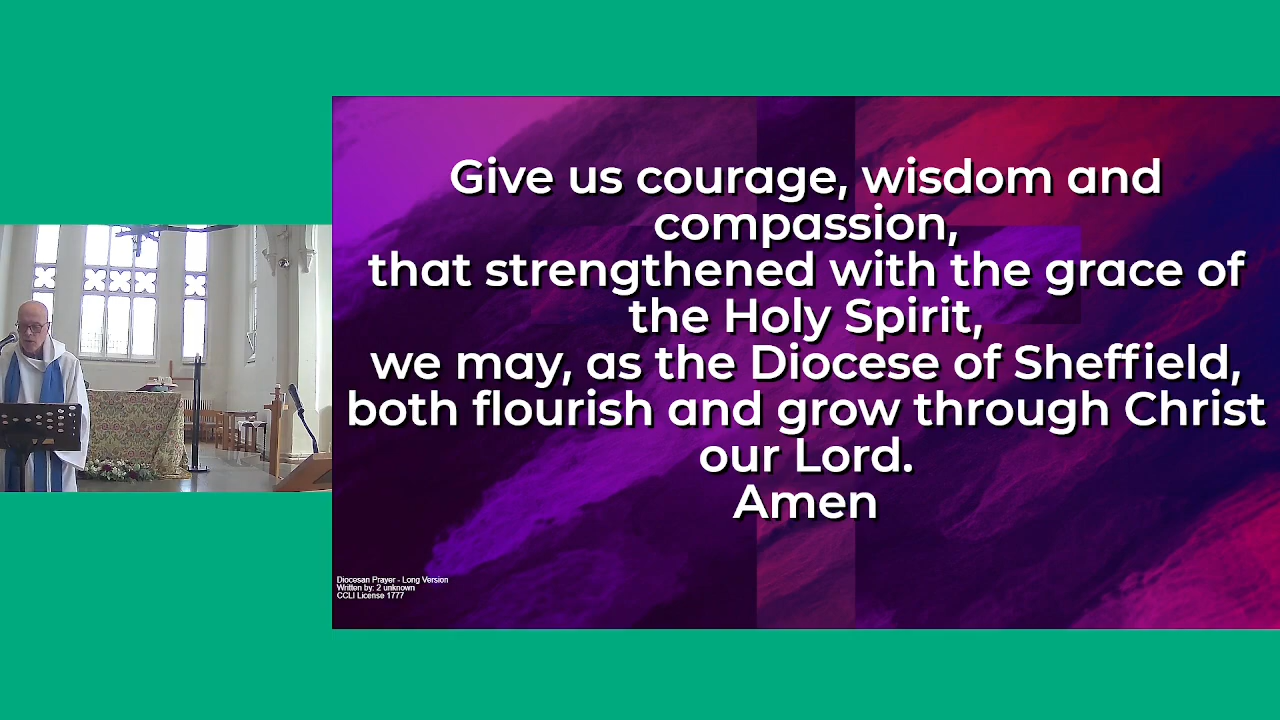 Give us courage, wisdom and
compassion,
that strengthened with the grace of
the Holy Spirit,
we may, as the Diocese of Sheffield,
both flourish and grow through Christ
our Lord.
Amen
Diocesan Prayer - Long Version
Written by: 2 unknown
CCLI License 1777